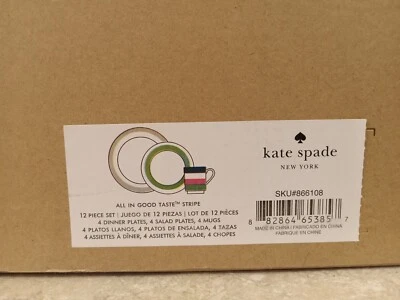 ALL IN GOOD TASTE™ STRIPE
12 PIECE SET | JUEGO DE 12 PIEZAS | LOT DE 12 PIÈCES
4 DINNER PLATES, 4 SALAD PLATES, 4 MUGS
4 PLATOS LLANOS, 4 PLATOS DE ENSALADA, 4 TAZAS
4 ASSIETTES À DÎNER, 4 ASSIETTES À SALADE, 4 CHOPES
kate spade
NEW YORK
SKU#866108
8 82864 65385 7
MADE IN CHINA / FABRICADO EN CHINA
FABRIQUÉ EN CHINE